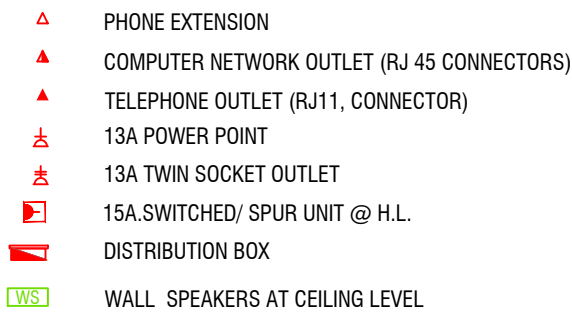 PHONE EXTENSION
COMPUTER NETWORK OUTLET (RJ 45 CONNECTORS)
TELEPHONE OUTLET (RJ11, CONNECTOR)
13A POWER POINT
13A TWIN SOCKET OUTLET
15A.SWITCHED/ SPUR UNIT @ H.L.
DISTRIBUTION BOX
WS WALL SPEAKERS AT CEILING LEVEL